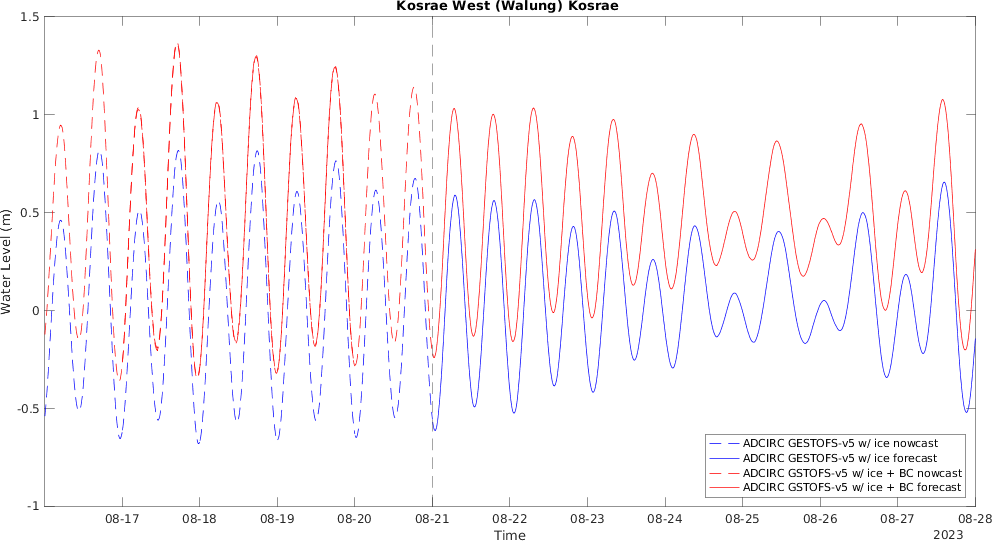 Kosrae West (Walung) Kosrae
1.5
1
0.5
0
-0.5
-1
Water Level (m)
ADCIRC GESTOFS-v5 w/ ice nowcast
ADCIRC GESTOFS-v5 w/ ice forecast
ADCIRC GSTOFS-v5 w/ ice + BC nowcast
ADCIRC GSTOFS-v5 w/ ice + BC forecast
08-17 08-18 08-19 08-20 08-21 08-22 08-23 08-24 08-25 08-26 08-27 08-28
Time
2023